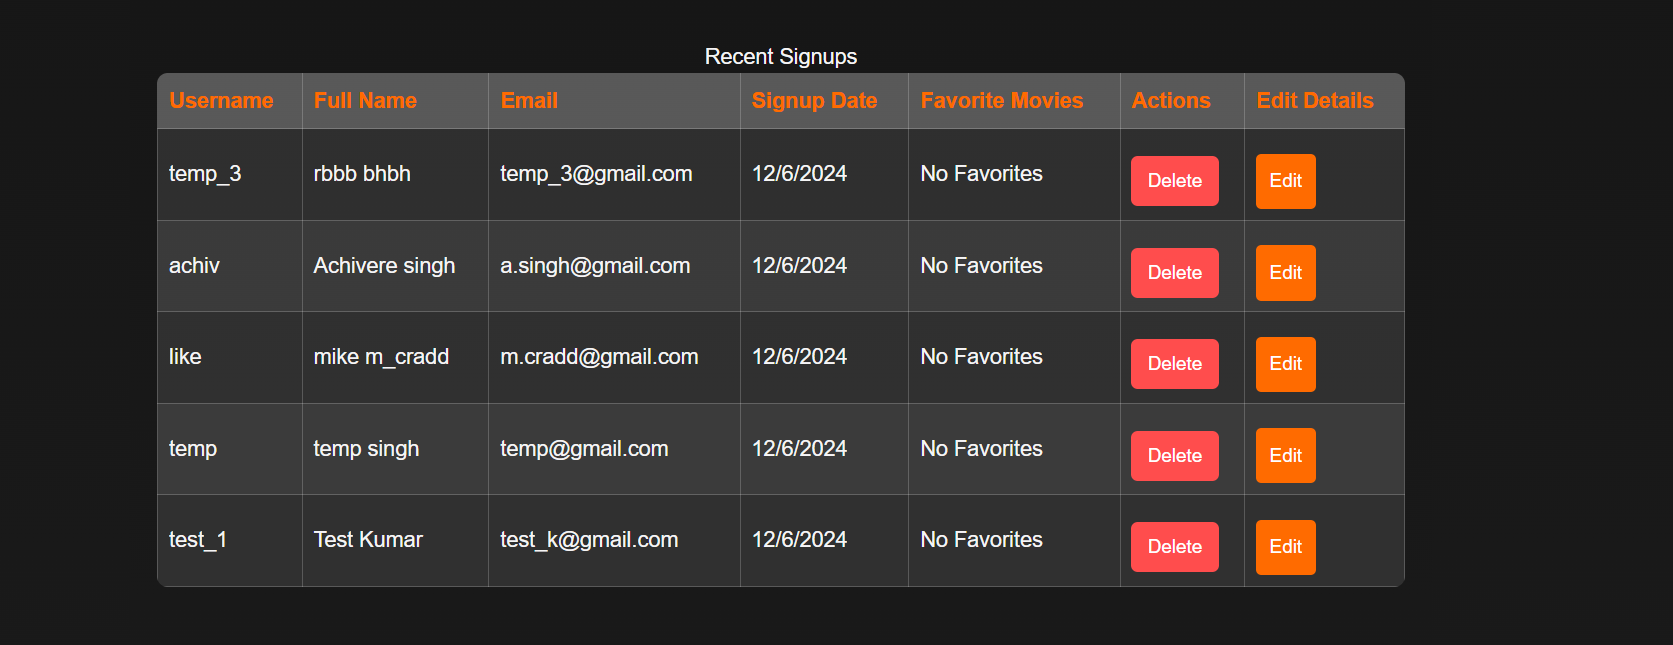 Recent Signups
Username Full Name Email Signup Date Favorite Movies Actions Edit Details
temp_3 rbbb bhbh temp_3@gmail.com 12/6/2024 No Favorites Delete Edit
achiv Achivere singh a.singh@gmail.com 12/6/2024 No Favorites Delete Edit
like mike m_cradd m.cradd@gmail.com 12/6/2024 No Favorites Delete Edit
temp temp singh temp@gmail.com 12/6/2024 No Favorites Delete Edit
test_1 Test Kumar test_k@gmail.com 12/6/2024 No Favorites Delete Edit